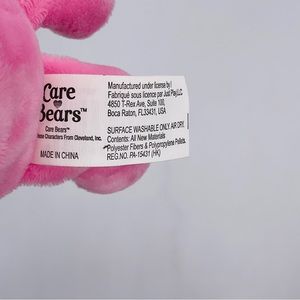 Care
Bears™
Care Bears™
Characters From Cleveland, Inc.
MADE IN CHINA
Manufactured under license by/
Fabriqué sous licence par Just Play, LLC
4850 T-Rex Ave, Suite 100,
Boca Raton, FL33431, USA
SURFACE WASHABLE ONLY, AIR DRY.
Contents: All New Materials
Polyester Fibers & Polypropylene Pellets.
REG.NO. PA-15431 (HK)